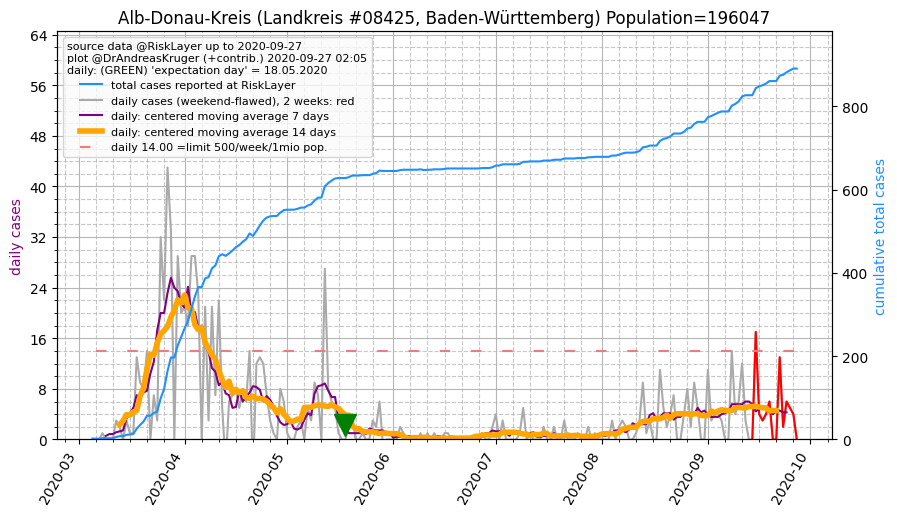 Alb-Donau-Kreis (Landkreis #08425, Baden-Württemberg) Population=196047
source data @RiskLayer up to 2020-09-27
plot @DrAndreasKruger (+contrib.) 2020-09-27 02:05
daily: (GREEN) 'expectation day' = 18.05.2020
total cases reported at RiskLayer
daily cases (weekend-flawed), 2 weeks: red
daily: centered moving average 7 days
daily: centered moving average 14 days
daily 14.00 =limit 500/week/1mio pop.
daily cases
64
56
48
40
32
24
16
8
0
cumulative total cases
800
600
400
200
0
2020-03
2020-04
2020-05
2020-06
2020-07
2020-08
2020-09
2020-10